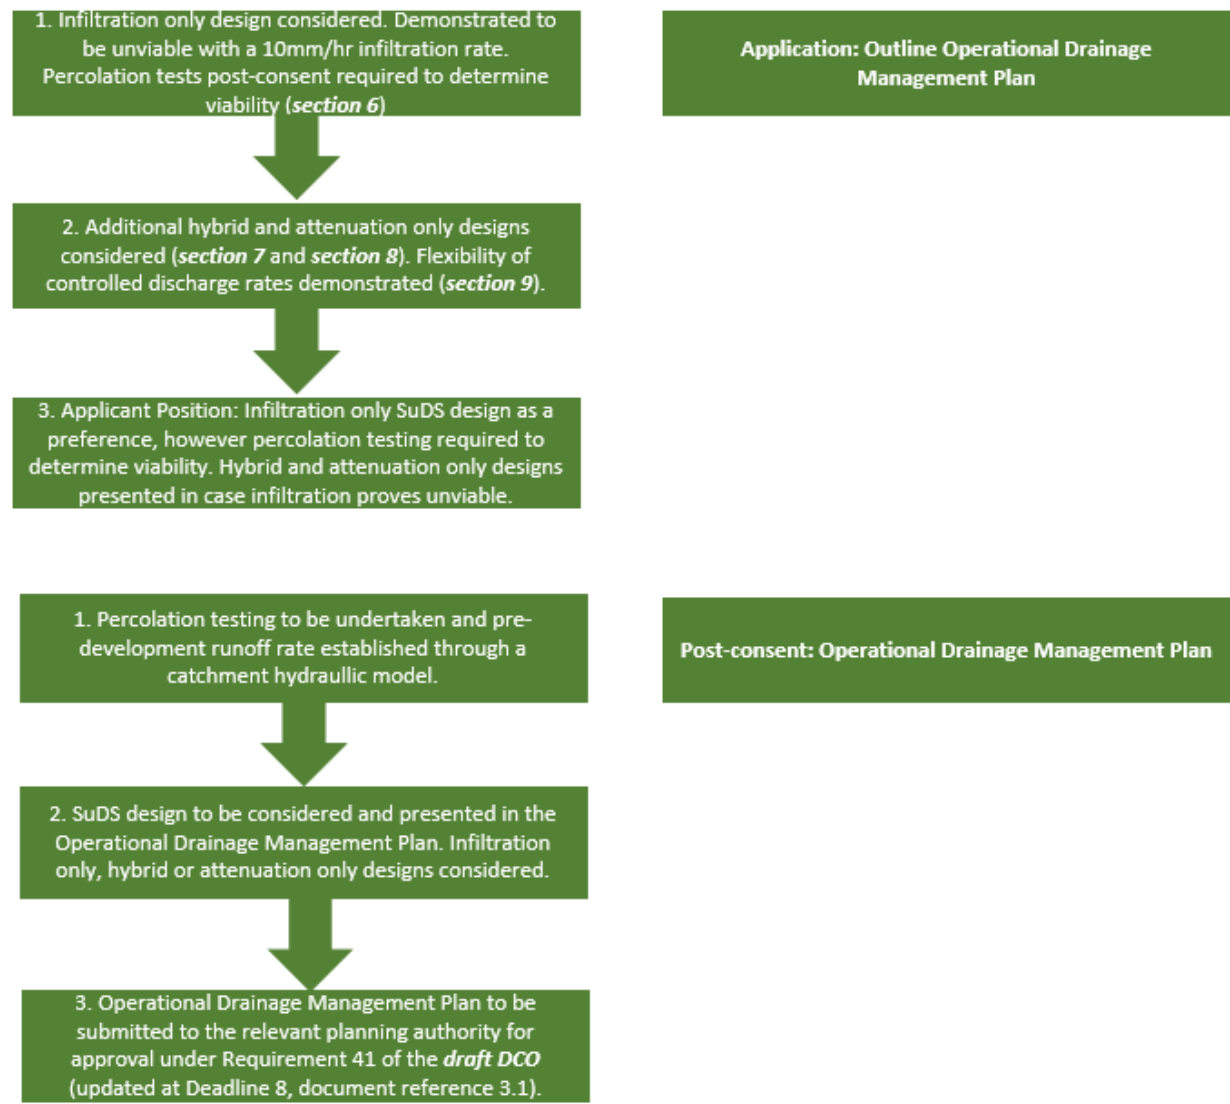 1. Infiltration only design considered. Demonstrated to
be unviable with a 10mm/hr infiltration rate.
Percolation tests post-consent required to determine
viability (section 6)
Application: Outline Operational Drainage
Management Plan
2. Additional hybrid and attenuation only designs
considered (section 7 and section 8). Flexibility of
controlled discharge rates demonstrated (section 9).
3. Applicant Position: Infiltration only SuDS design as a
preference, however percolation testing required to
determine viability. Hybrid and attenuation only designs
presented in case infiltration proves unviable.
1. Percolation testing to be undertaken and pre-
development runoff rate established through a
catchment hydraullic model.
Post-consent: Operational Drainage Management Plan
2. SuDS design to be considered and presented in the
Operational Drainage Management Plan. Infiltration
only, hybrid or attenuation only designs considered.
3. Operational Drainage Management Plan to be
submitted to the relevant planning authority for
approval under Requirement 41 of the draft DCO
(updated at Deadline 8, document reference 3.1).